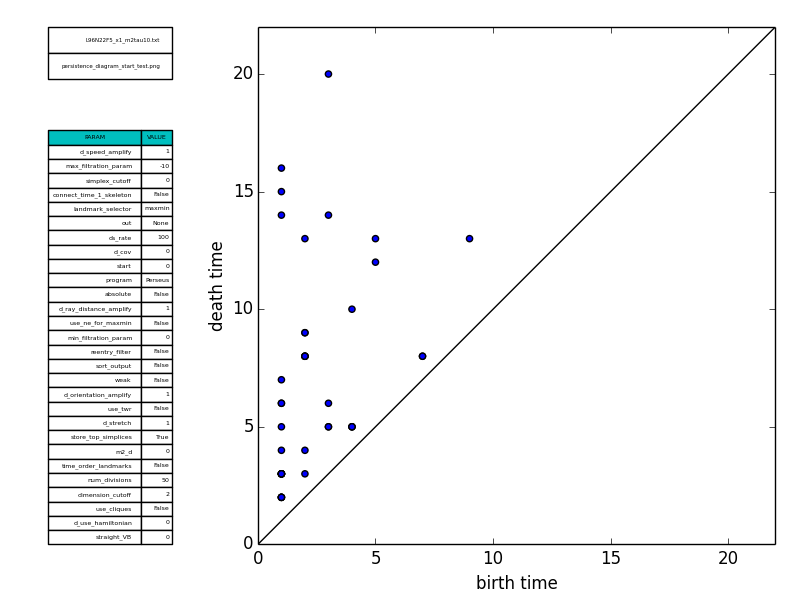 L96N22F5_s1_m2tau10.txt
persistence_diagram_start_test.png
PARAM VALUE
d_speed_amplify 1
max_filtration_param -10
simplex_cutoff 0
connect_time_1_skeleton False
landmark_selector maxmin
out None
ds_rate 100
d_cov 0
start 0
program Perseus
absolute False
d_ray_distance_amplify 1
use_ne_for_maxmin False
min_filtration_param 0
reentry_filter False
sort_output False
weak False
d_orientation_amplify 1
use_twr False
d_stretch 1
store_top_simplices True
m2_d 0
time_order_landmarks False
num_divisions 50
dimension_cutoff 2
use_cliques False
d_use_hamiltonian 0
straight_VB 0
death time
20
15
10
5
0
0 5 10 15 20
birth time